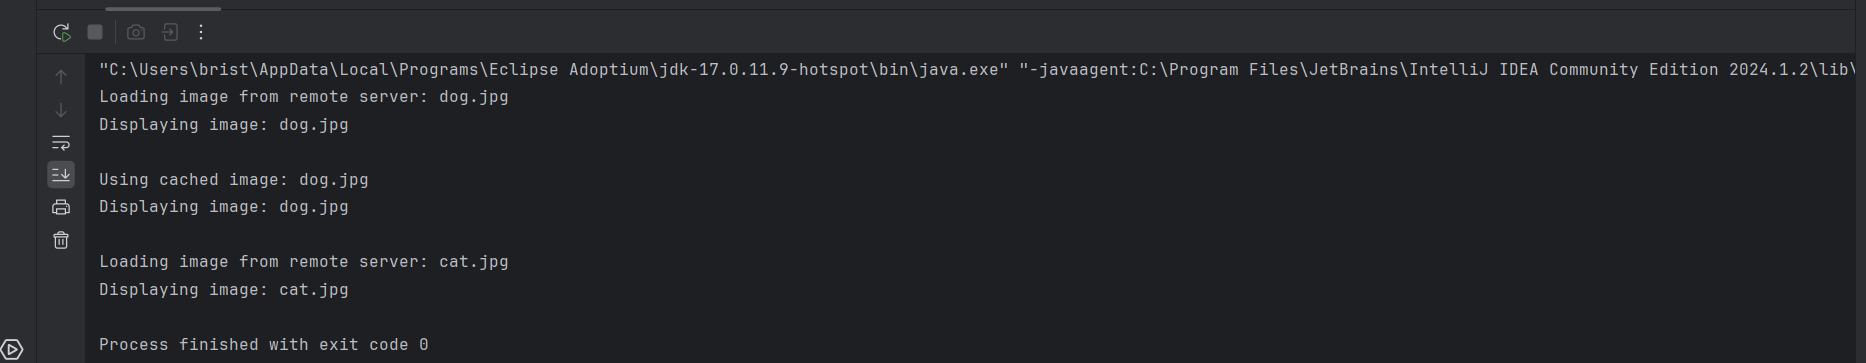 "C:\Users\brist\AppData\Local\Programs\Eclipse Adoptium\jdk-17.0.11.9-hotspot\bin\java.exe" "-javaagent:C:\Program Files\JetBrains\IntelliJ IDEA Community Edition 2024.1.2\lib\
Loading image from remote server: dog.jpg
Displaying image: dog.jpg
Using cached image: dog.jpg
Displaying image: dog.jpg
Loading image from remote server: cat.jpg
Displaying image: cat.jpg
Process finished with exit code 0